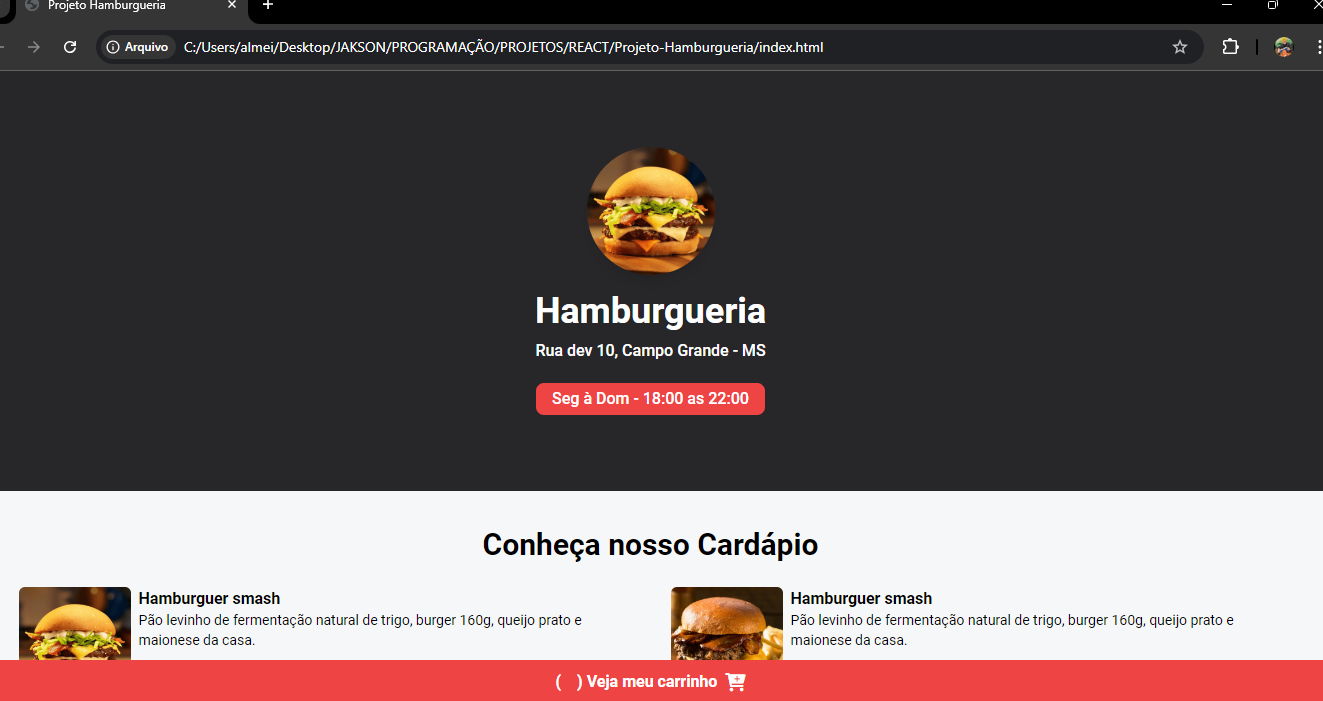 Projeto Hamburgueria
Arquivo C:/Users/almei/Desktop/JAKSON/PROGRAMAÇÃO/PROJETOS/REACT/Projeto-Hamburgueria/index.html
Hamburgueria
Rua dev 10, Campo Grande - MS
Seg à Dom - 18:00 as 22:00
Conheça nosso Cardápio
Hamburguer smash
Pão levinho de fermentação natural de trigo, burger 160g, queijo prato e
maionese da casa.
Hamburguer smash
Pão levinho de fermentação natural de trigo, burger 160g, queijo prato e
maionese da casa.
( ) Veja meu carrinho